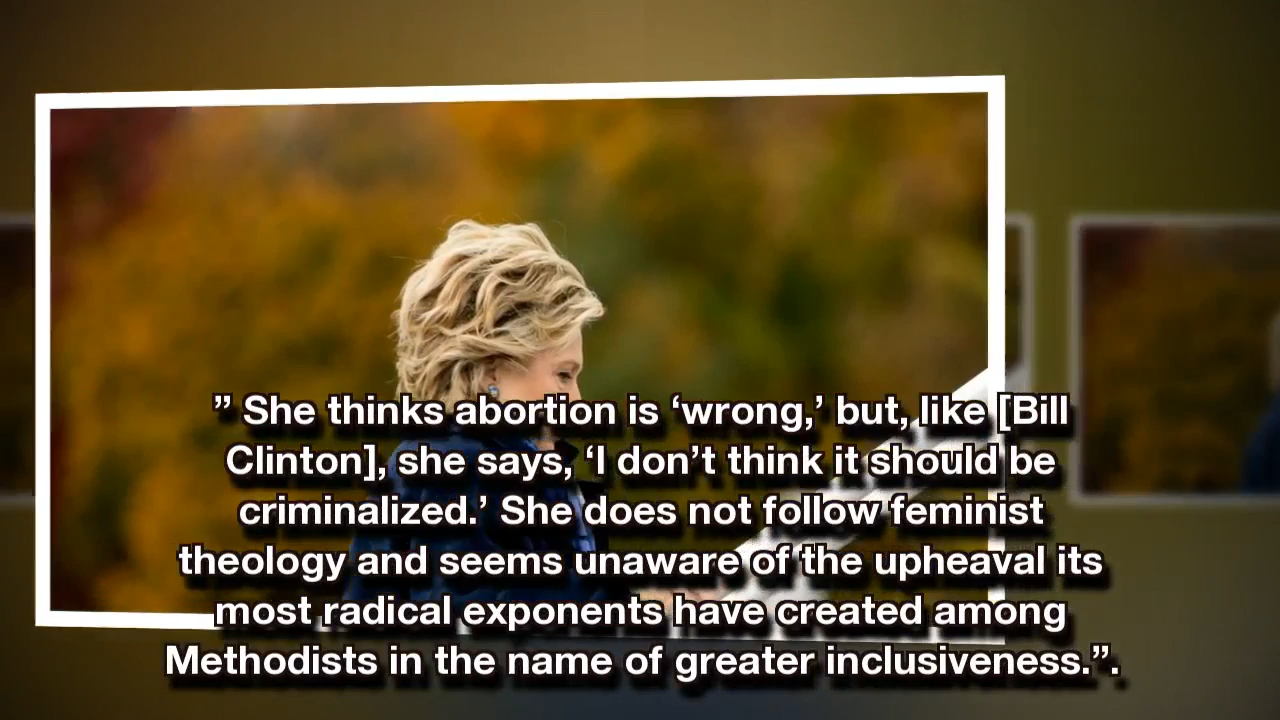 ” She thinks abortion is ‘wrong,’ but, like [Bill
Clinton], she says, ‘I don’t think it should be
criminalized.’ She does not follow feminist
theology and seems unaware of the upheaval its
most radical exponents have created among
Methodists in the name of greater inclusiveness.”.